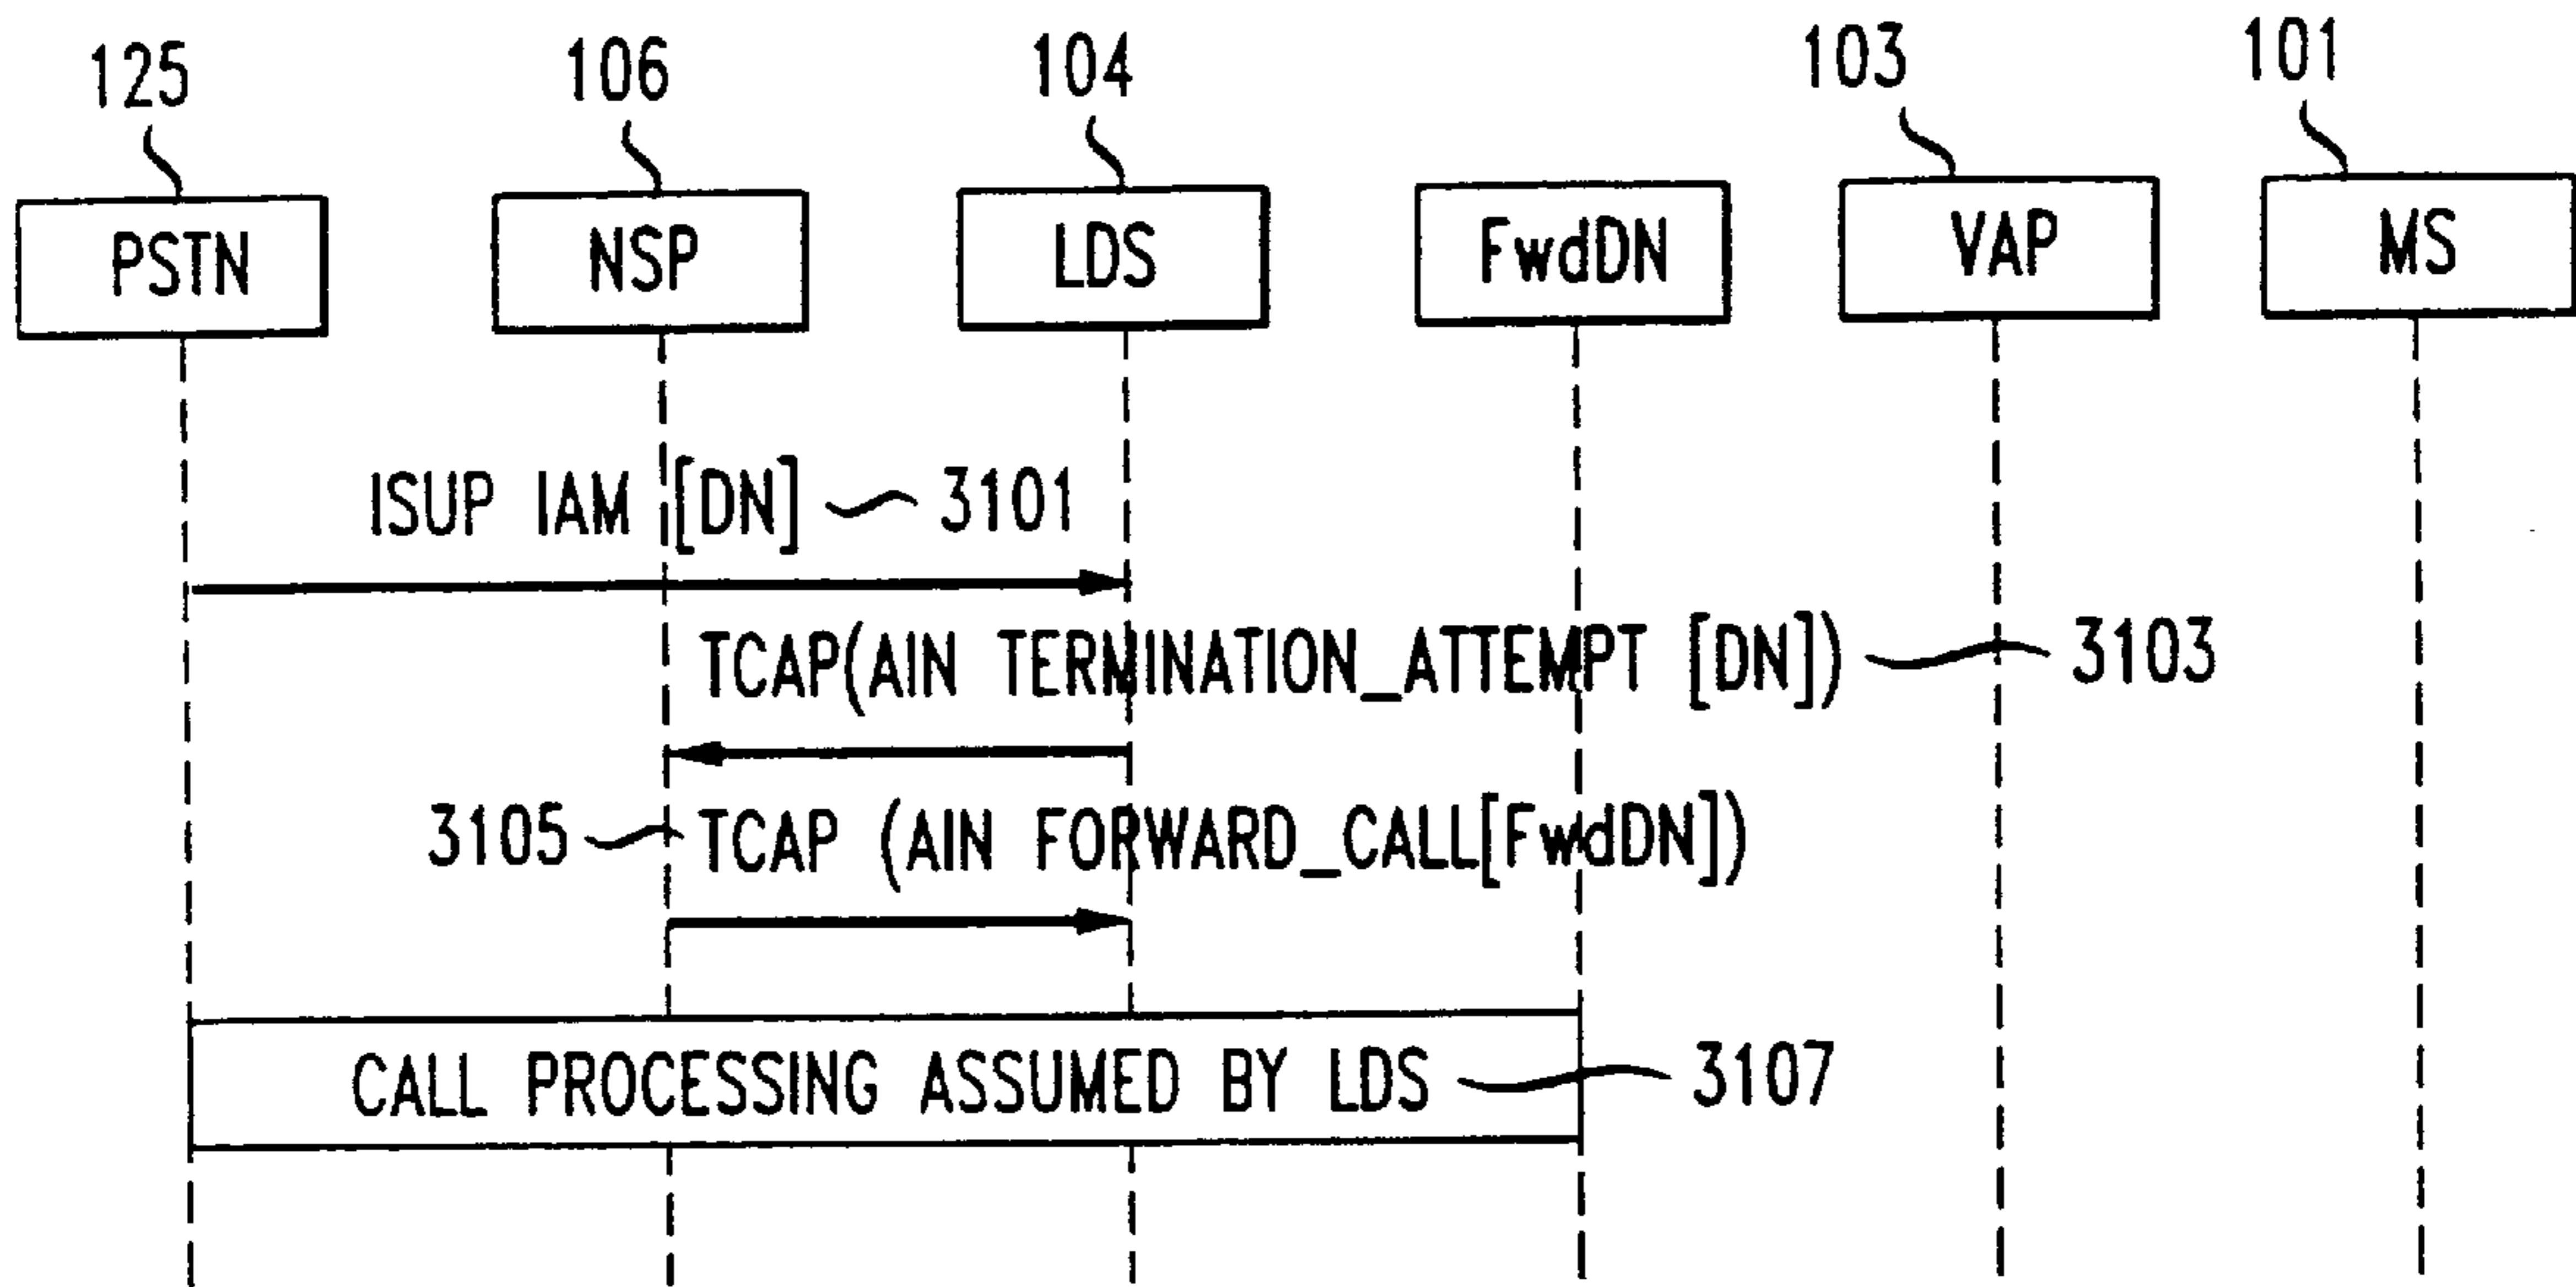 125 106 104 103 101
PSTN NSP LDS FwdDN VAP MS
ISUP IAM [DN] 3101
TCAP(AIN TERMINATION_ATTEMPT [DN]) 3103
3105 TCAP (AIN FORWARD_CALL[FwdDN])
CALL PROCESSING ASSUMED BY LDS 3107